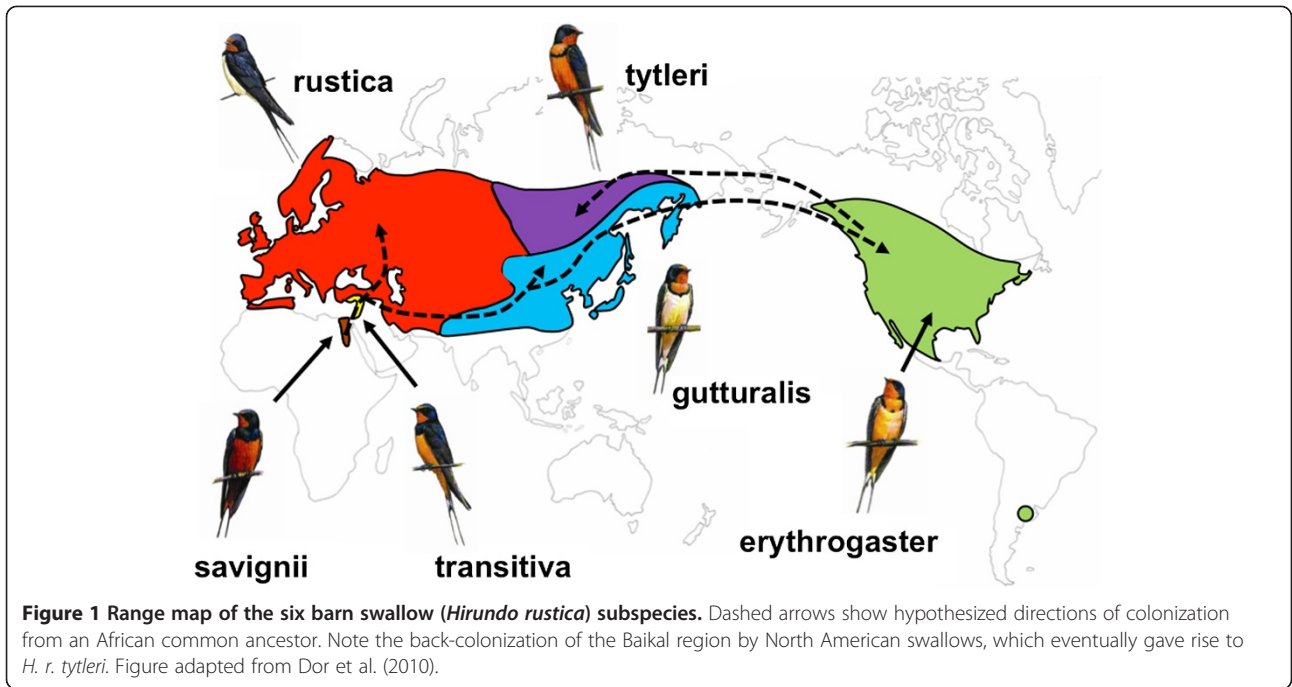 rustica
tytleri
gutturalis
erythrogaster
savignii
transitiva
Figure 1 Range map of the six barn swallow (Hirundo rustica) subspecies. Dashed arrows show hypothesized directions of colonization
from an African common ancestor. Note the back-colonization of the Baikal region by North American swallows, which eventually gave rise to
H. r. tytleri. Figure adapted from Dor et al. (2010).